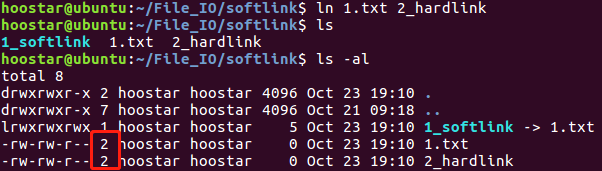 hoostar@ubuntu:~/File_IO/softlink$ ln 1.txt 2_hardlink
hoostar@ubuntu:~/File_IO/softlink$ ls
1_softlink  1.txt  2_hardlink
hoostar@ubuntu:~/File_IO/softlink$ ls -al
total 8
drwxrwxr-x 2 hoostar hoostar 4096 Oct 23 19:10 .
drwxrwxr-x 7 hoostar hoostar 4096 Oct 21 09:18 ..
lrwxrwxrwx 1 hoostar hoostar    5 Oct 23 19:10 1_softlink -> 1.txt
-rw-rw-r-- 2 hoostar hoostar    0 Oct 23 19:10 1.txt
-rw-rw-r-- 2 hoostar hoostar    0 Oct 23 19:10 2_hardlink